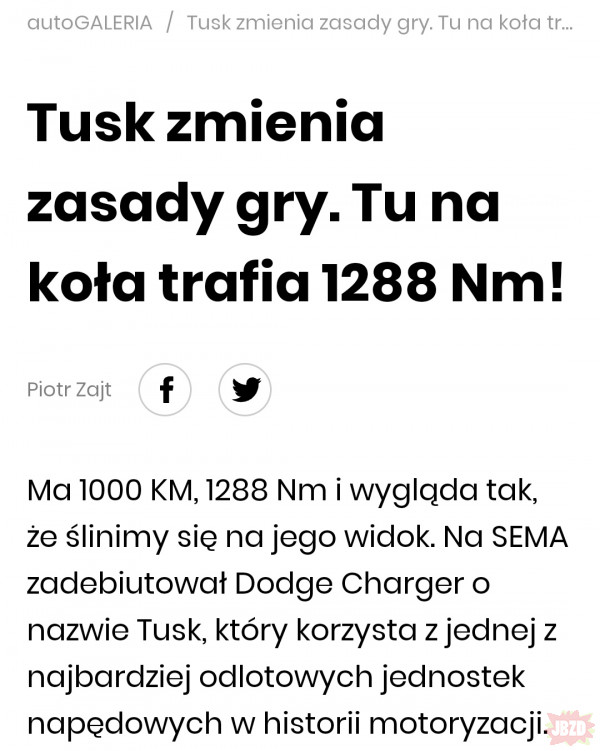 autoGALERIA / Tusk zmienia zasady gry. Tu na koła tr...
Tusk zmienia
zasady gry. Tu na
koła trafia 1288 Nm!
Piotr Zajt
Ma 1000 KM, 1288 Nm i wygląda tak,
że ślinimy się na jego widok. Na SEMA
zadebiutował Dodge Charger o
nazwie Tusk, który korzysta z jednej z
najbardziej odlotowych jednostek
napędowych w historii motoryzacji.
JBZD